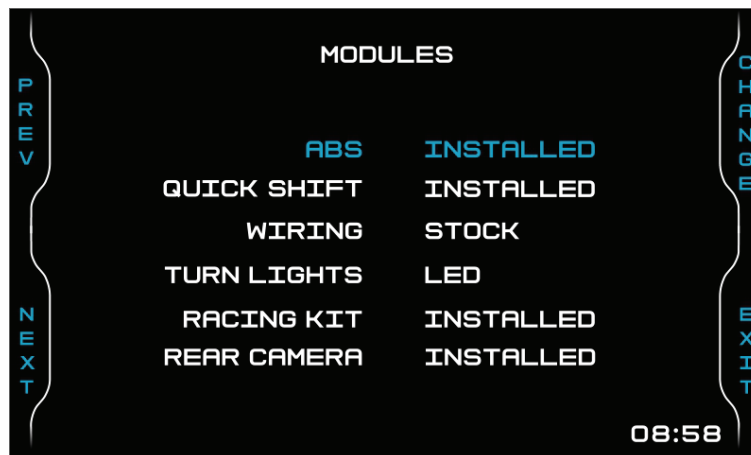 MODULES
PREV
CHANGE
ABS INSTALLED
QUICK SHIFT INSTALLED
WIRING STOCK
TURN LIGHTS LED
RACING KIT INSTALLED
REAR CAMERA INSTALLED
NEXT
EXIT
08:58